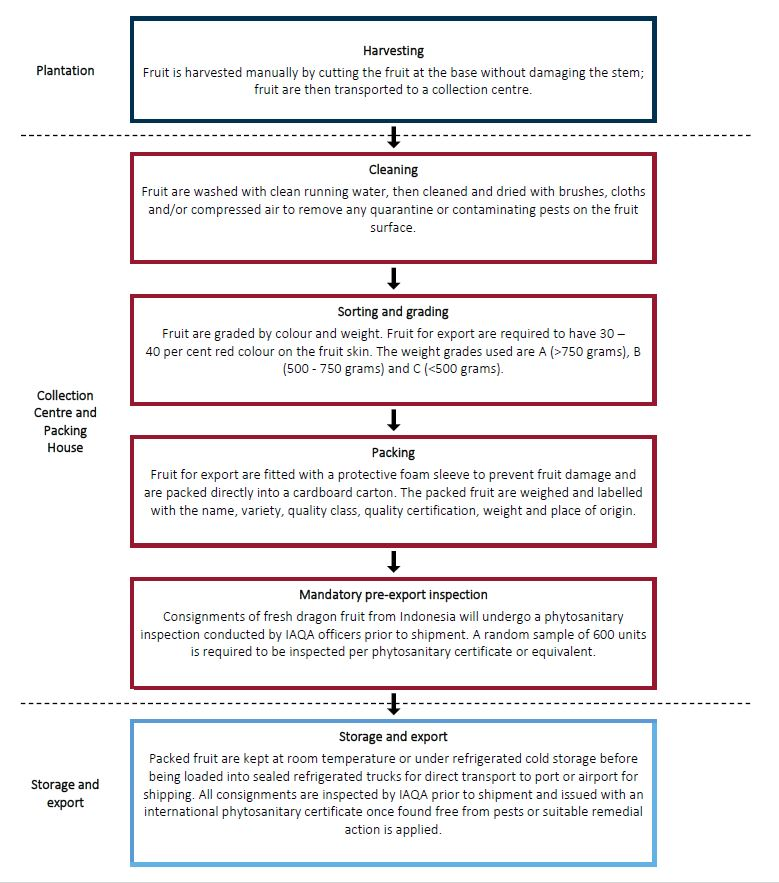 Harvesting
Plantation
Fruit is harvested manually by cutting the fruit at the base without damaging the stem;
fruit are then transported to a collection centre.
Cleaning
Fruit are washed with clean running water, then cleaned and dried with brushes, cloths
and/or compressed air to remove any quarantine or contaminating pests on the fruit
surface.
Sorting and grading
Fruit are graded by colour and weight. Fruit for export are required to have 30 –
40 per cent red colour on the fruit skin. The weight grades used are A (>750 grams), B
(500 - 750 grams) and C (<500 grams).
Collection
Centre and
Packing
House
Packing
Fruit for export are fitted with a protective foam sleeve to prevent fruit damage and
are packed directly into a cardboard carton. The packed fruit are weighed and labelled
with the name, variety, quality class, quality certification, weight and place of origin.
Mandatory pre-export inspection
Consignments of fresh dragon fruit from Indonesia will undergo a phytosanitary
inspection conducted by IAQA officers prior to shipment. A random sample of 600 units
is required to be inspected per phytosanitary certificate or equivalent.
Storage and export
Packed fruit are kept at room temperature or under refrigerated cold storage before
being loaded into sealed refrigerated trucks for direct transport to port or airport for
shipping. All consignments are inspected by IAQA prior to shipment and issued with an
international phytosanitary certificate once found free from pests or suitable remedial
action is applied.
Storage and
export